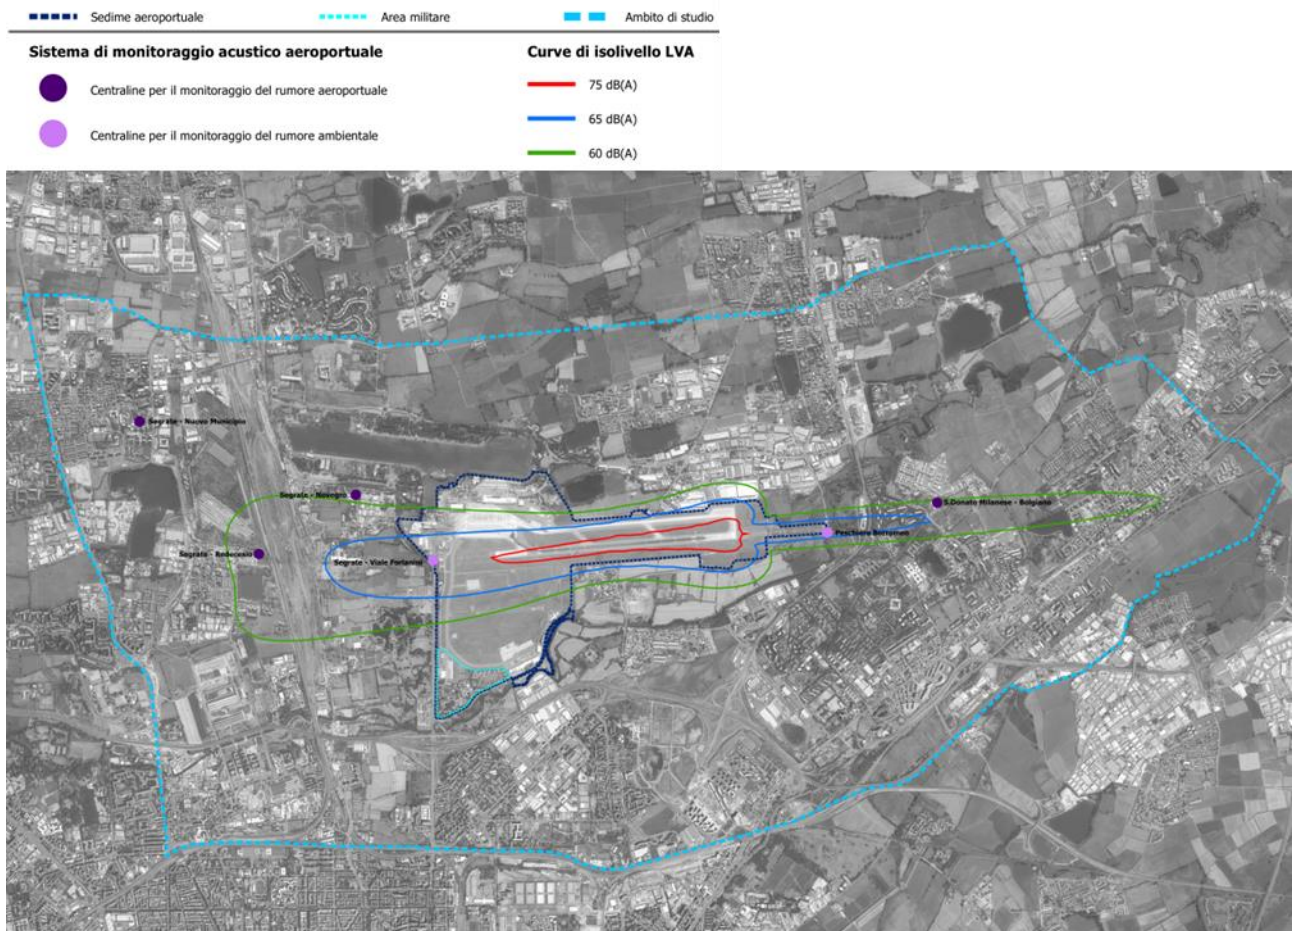 Sedime aeroportuale
Area militare
Ambito di studio
Sistema di monitoraggio acustico aeroportuale
Curve di isolivello LVA
Centraline per il monitoraggio del rumore aeroportuale
75 dB(A)
65 dB(A)
Centraline per il monitoraggio del rumore ambientale
60 dB(A)
Segrate - Nuovo Municipio
Segrate - Novegro
S.Donato Milanese - Bolgiano
Peschiera Borromeo
Segrate - Redecesio
Segrate - Viale Forlanini